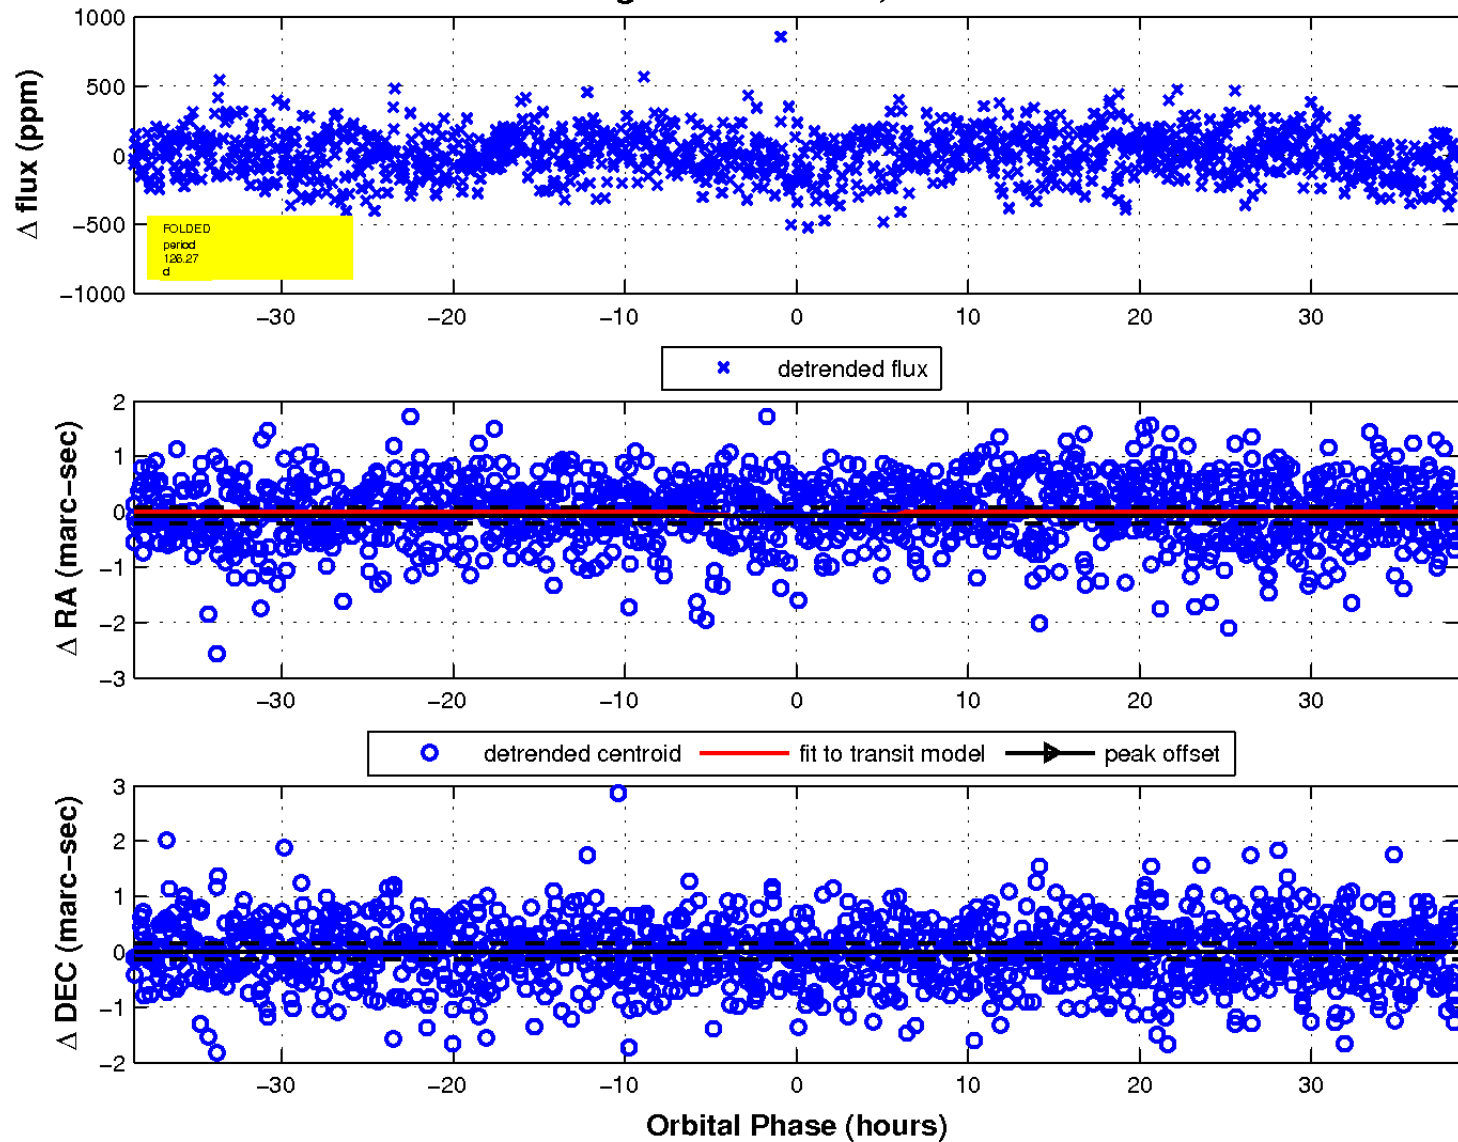 1000
500
0
−500
−1000
Δ flux (ppm)
FOLDED
period
126.27
d
−30 −20 −10 0 10 20 30
detrended flux
2
1
0
−1
−2
−3
Δ RA (marc−sec)
−30 −20 −10 0 10 20 30
detrended centroid fit to transit model peak offset
3
2
1
0
−1
−2
Δ DEC (marc−sec)
−30 −20 −10 0 10 20 30
Orbital Phase (hours)